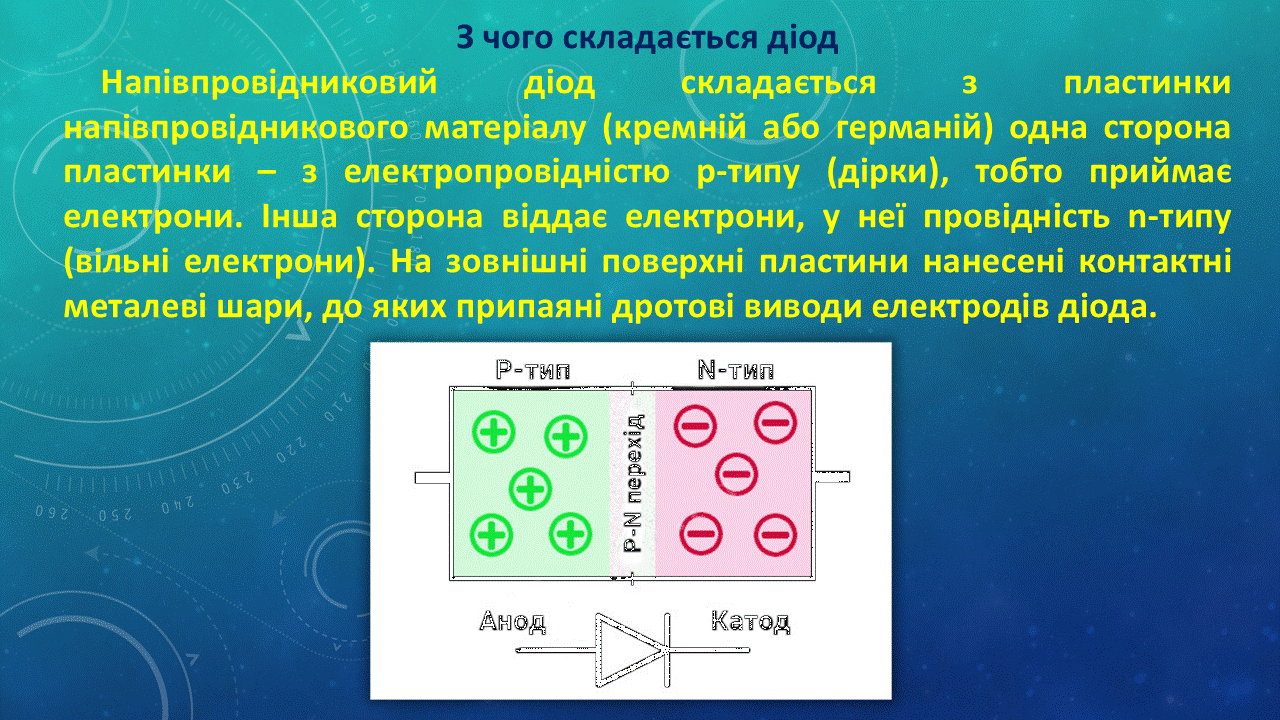 З чого складається діод
Напівпровідниковий діод складається з пластинки
напівпровідникового матеріалу (кремній або германій) одна сторона
пластинки – з електропровідністю p-типу (дірки), тобто приймає
електрони. Інша сторона віддає електрони, у неї провідність n-типу
(вільні електрони). На зовнішні поверхні пластини нанесені контактні
металеві шари, до яких припаяні дротові виводи електродів діода.
P-тип N-тип
P-N перехід
Анод Катод
210
220
230
240
250
260